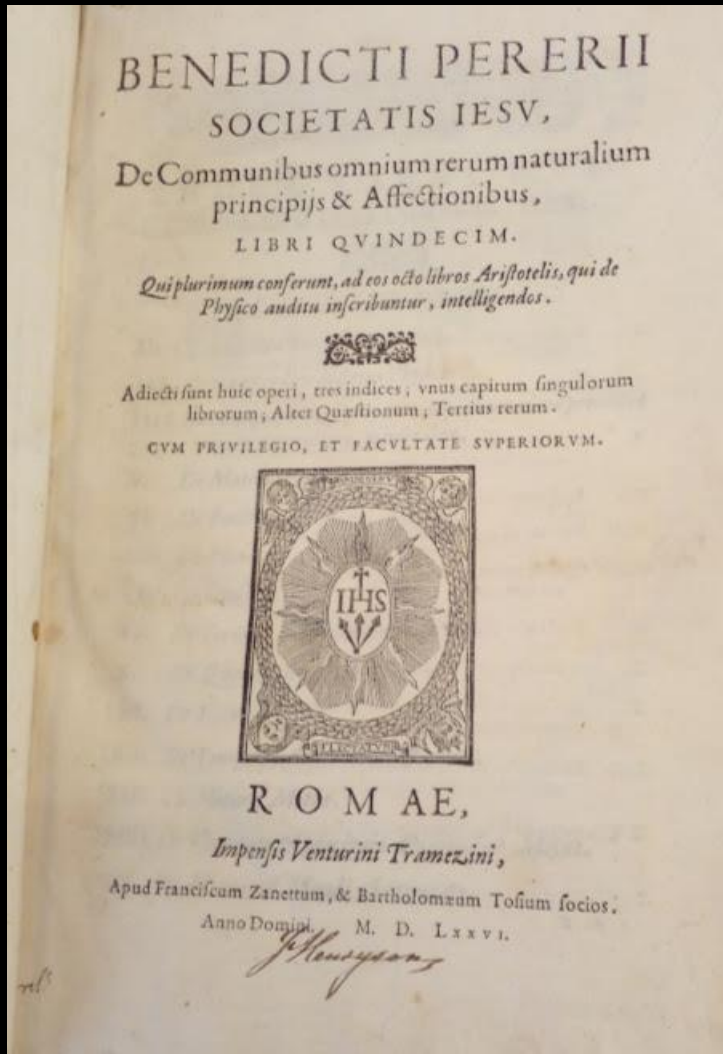 BENEDICTI PERERII
SOCIETATIS IESV,
De Communibus omnium rerum naturalium
principijs & Affectionibus,
LIBRI QVINDECIM.
Qui plurimum conferunt, ad eos octo libros Aristotelis, qui de
Physico auditu inscribuntur, intelligendos.
Adiecti sunt huic operi, tres indices; vnus capitum singulorum
librorum; Alter Quæstionum; Tertius rerum.
CVM PRIVILEGIO, ET FACVLTATE SVPERIORVM.
IHS
ROMAE,
Impensis Venturini Tramezini,
Apud Franciscum Zanettum, & Bartholomæum Tosium socios.
Anno Domini. M. D. LXXVI.